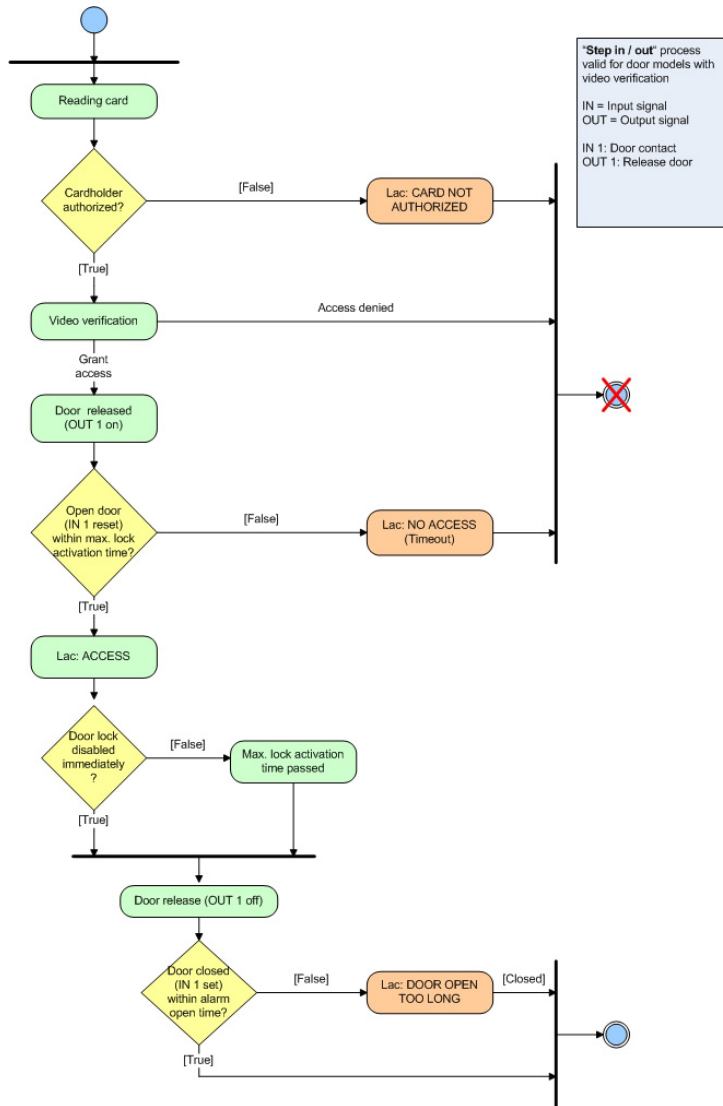 "Step in / out" process
valid for door models with
video verification
IN = Input signal
OUT = Output signal
IN 1: Door contact
OUT 1: Release door
Reading card
Cardholder
authorized?
[False]
Lac: CARD NOT
AUTHORIZED
[True]
Video verification
Access denied
Grant
access
Door released
(OUT 1 on)
Open door
(IN 1 reset)
within max. lock
activation time?
[False]
Lac: NO ACCESS
(Timeout)
[True]
Lac: ACCESS
Door lock
disabled
immediately
?
[False]
Max. lock activation
time passed
[True]
Door release (OUT 1 off)
Door closed
(IN 1 set)
within alarm
open time?
[False]
Lac: DOOR OPEN
TOO LONG
[Closed]
[True]